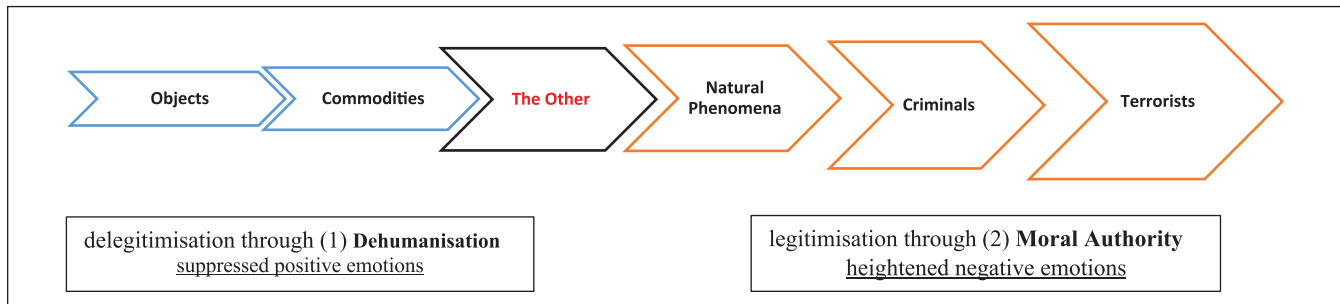 Objects
Commodities
The Other
Natural
Phenomena
Criminals
Terrorists
delegitimisation through (1) Dehumanisation
suppressed positive emotions
legitimisation through (2) Moral Authority
heightened negative emotions